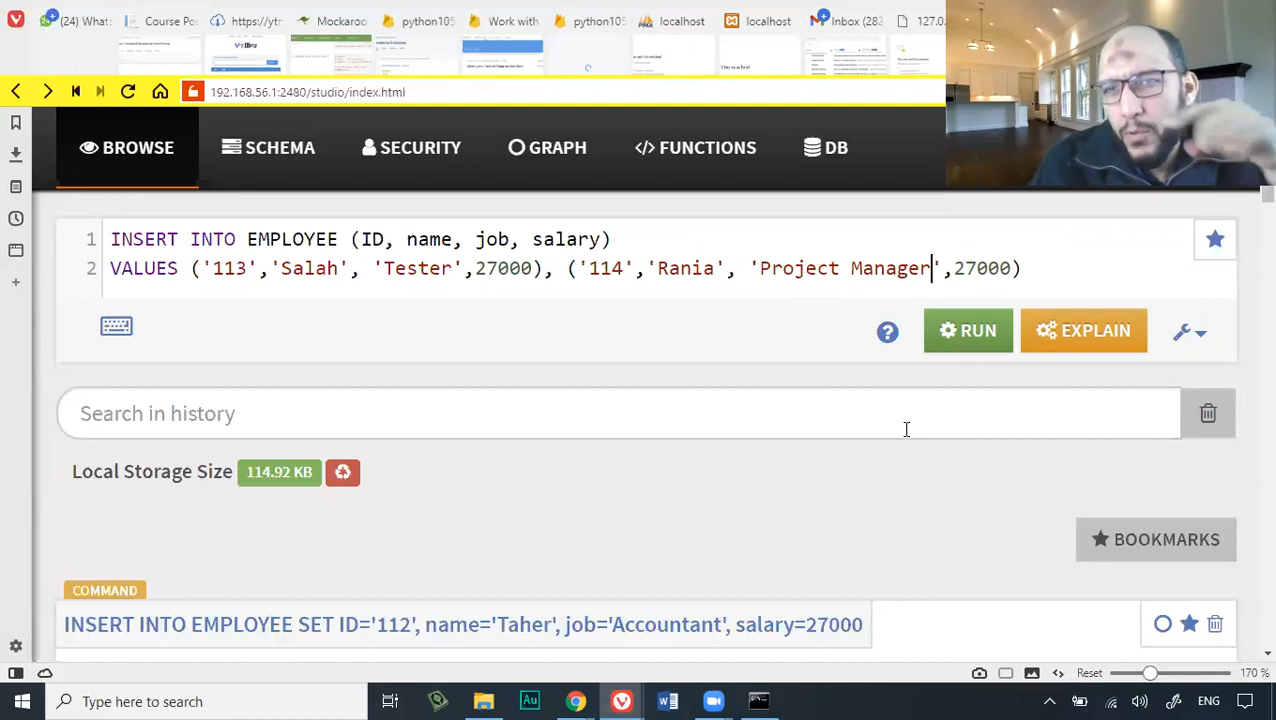 (24) What:
Course Pos
https://ytm
Mockaroo
python105
Work with
python105
localhost
localhost
Inbox (283
127.0.
192.168.56.1:2480/studio/index.html
BROWSE
SCHEMA
SECURITY
GRAPH
</> FUNCTIONS
DB
1 INSERT INTO EMPLOYEE (ID, name, job, salary)
2 VALUES ('113','Salah', 'Tester',27000), ('114','Rania', 'Project Manager',27000)
?
RUN
EXPLAIN
Search in history
Local Storage Size 114.92 KB
BOOKMARKS
COMMAND
INSERT INTO EMPLOYEE SET ID='112', name='Taher', job='Accountant', salary=27000
Reset
170 %
Type here to search
Au
ENG